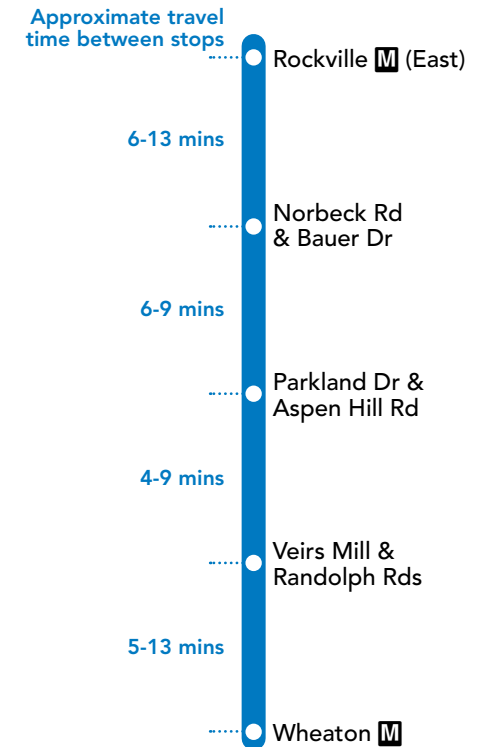 Approximate travel
time between stops
Rockville M (East)
6-13 mins
Norbeck Rd
& Bauer Dr
6-9 mins
Parkland Dr &
Aspen Hill Rd
4-9 mins
Veirs Mill &
Randolph Rds
5-13 mins
Wheaton M